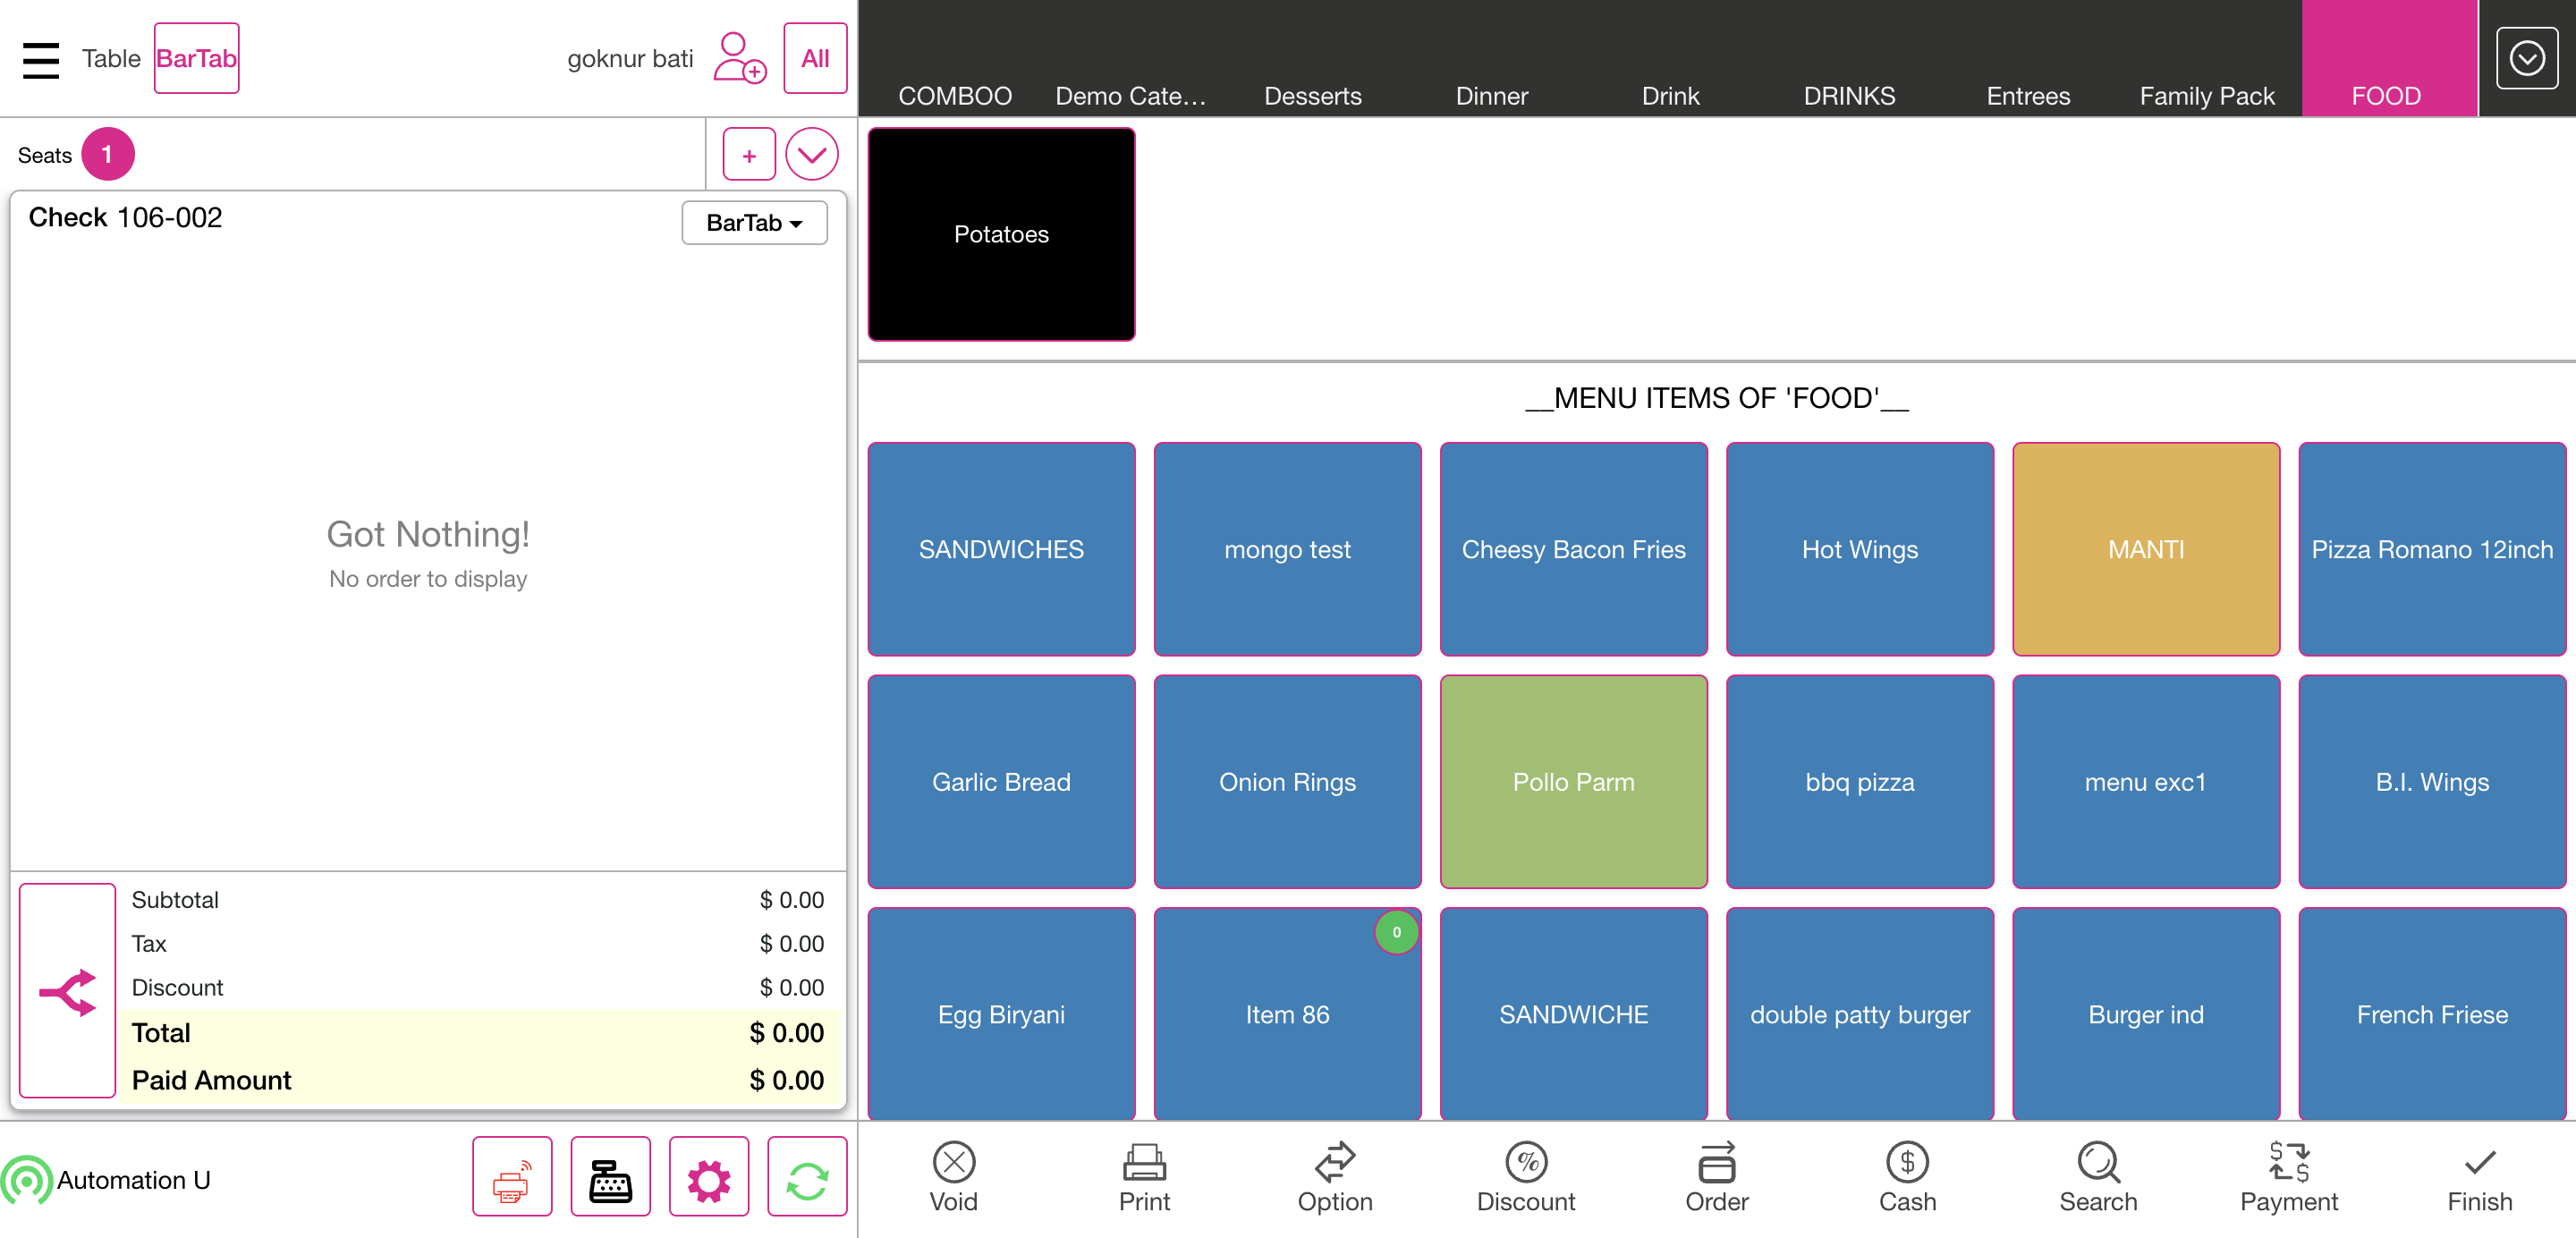 Table BarTab goknur bati All
COMBOO Demo Cate... Desserts Dinner Drink DRINKS Entrees Family Pack FOOD
Seats 1 +
Check 106-002 BarTab
Got Nothing!
No order to display
Subtotal $ 0.00
Tax $ 0.00
Discount $ 0.00
Total $ 0.00
Paid Amount $ 0.00
Automation U
Potatoes
__MENU ITEMS OF 'FOOD'__
SANDWICHES mongo test Cheesy Bacon Fries Hot Wings MANTI Pizza Romano 12inch
Garlic Bread Onion Rings Pollo Parm bbq pizza menu exc1 B.I. Wings
0
Egg Biryani Item 86 SANDWICHE double patty burger Burger ind French Friese
Void Print Option Discount Order Cash Search Payment Finish